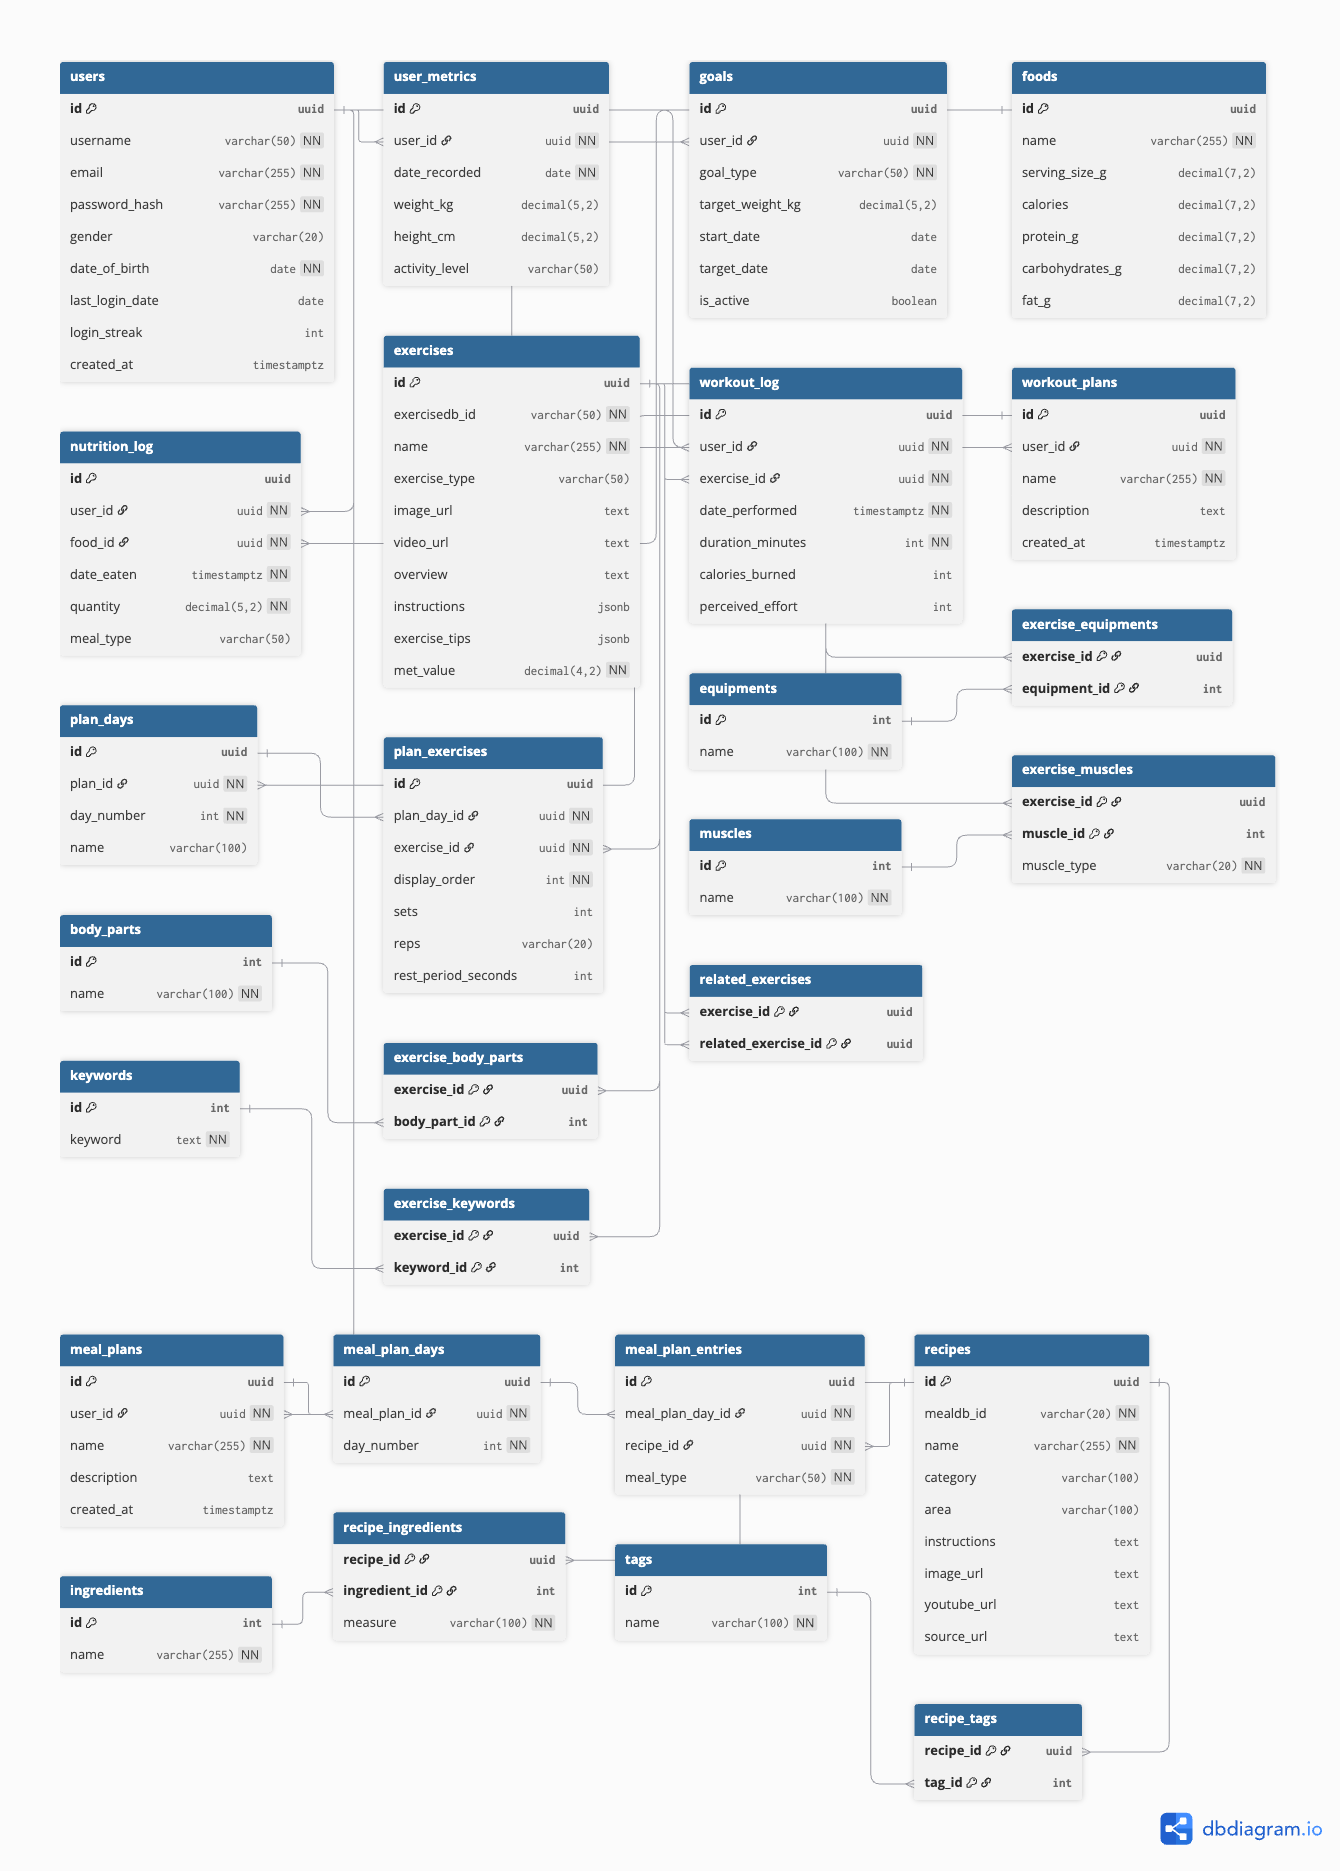 users
id uuid
username varchar(50) NN
email varchar(255) NN
password_hash varchar(255) NN
gender varchar(20)
date_of_birth date NN
last_login_date date
login_streak int
created_at timestamptz
user_metrics
id uuid
user_id uuid NN
date_recorded date NN
weight_kg decimal(5,2)
height_cm decimal(5,2)
activity_level varchar(50)
goals
id uuid
user_id uuid NN
goal_type varchar(50) NN
target_weight_kg decimal(5,2)
start_date date
target_date date
is_active boolean
foods
id uuid
name varchar(255) NN
serving_size_g decimal(7,2)
calories decimal(7,2)
protein_g decimal(7,2)
carbohydrates_g decimal(7,2)
fat_g decimal(7,2)
exercises
id uuid
exercisedb_id varchar(50) NN
name varchar(255) NN
exercise_type varchar(50)
image_url text
video_url text
overview text
instructions jsonb
exercise_tips jsonb
met_value decimal(4,2) NN
workout_log
id uuid
user_id uuid NN
exercise_id uuid NN
date_performed timestamptz NN
duration_minutes int NN
calories_burned int
perceived_effort int
workout_plans
id uuid
user_id uuid NN
name varchar(255) NN
description text
created_at timestamptz
nutrition_log
id uuid
user_id uuid NN
food_id uuid NN
date_eaten timestamptz NN
quantity decimal(5,2) NN
meal_type varchar(50)
exercise_equipments
exercise_id uuid
equipment_id int
equipments
id int
name varchar(100) NN
plan_days
id uuid
plan_id uuid NN
day_number int NN
name varchar(100)
plan_exercises
id uuid
plan_day_id uuid NN
exercise_id uuid NN
display_order int NN
sets int
reps varchar(20)
rest_period_seconds int
exercise_muscles
exercise_id uuid
muscle_id int
muscle_type varchar(20) NN
muscles
id int
name varchar(100) NN
body_parts
id int
name varchar(100) NN
related_exercises
exercise_id uuid
related_exercise_id uuid
exercise_body_parts
exercise_id uuid
body_part_id int
keywords
id int
keyword text NN
exercise_keywords
exercise_id uuid
keyword_id int
meal_plans
id uuid
user_id uuid NN
name varchar(255) NN
description text
created_at timestamptz
meal_plan_days
id uuid
meal_plan_id uuid NN
day_number int NN
meal_plan_entries
id uuid
meal_plan_day_id uuid NN
recipe_id uuid NN
meal_type varchar(50) NN
recipes
id uuid
mealdb_id varchar(20) NN
name varchar(255) NN
category varchar(100)
area varchar(100)
instructions text
image_url text
youtube_url text
source_url text
recipe_ingredients
recipe_id uuid
ingredient_id int
measure varchar(100) NN
tags
id int
name varchar(100) NN
ingredients
id int
name varchar(255) NN
recipe_tags
recipe_id uuid
tag_id int
dbdiagram.io